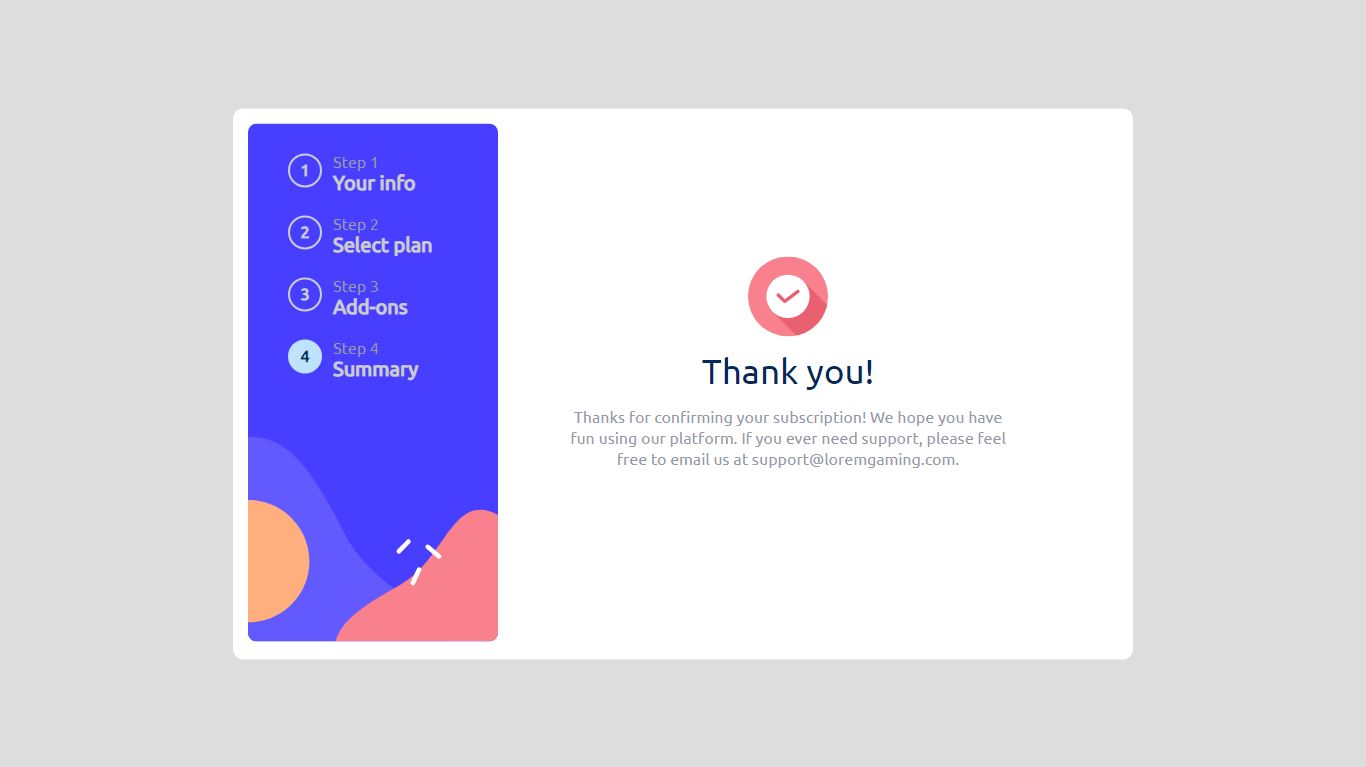 1
Step 1
Your info
2
Step 2
Select plan
3
Step 3
Add-ons
4
Step 4
Summary
Thank you!
Thanks for confirming your subscription! We hope you have
fun using our platform. If you ever need support, please feel
free to email us at support@loremgaming.com.